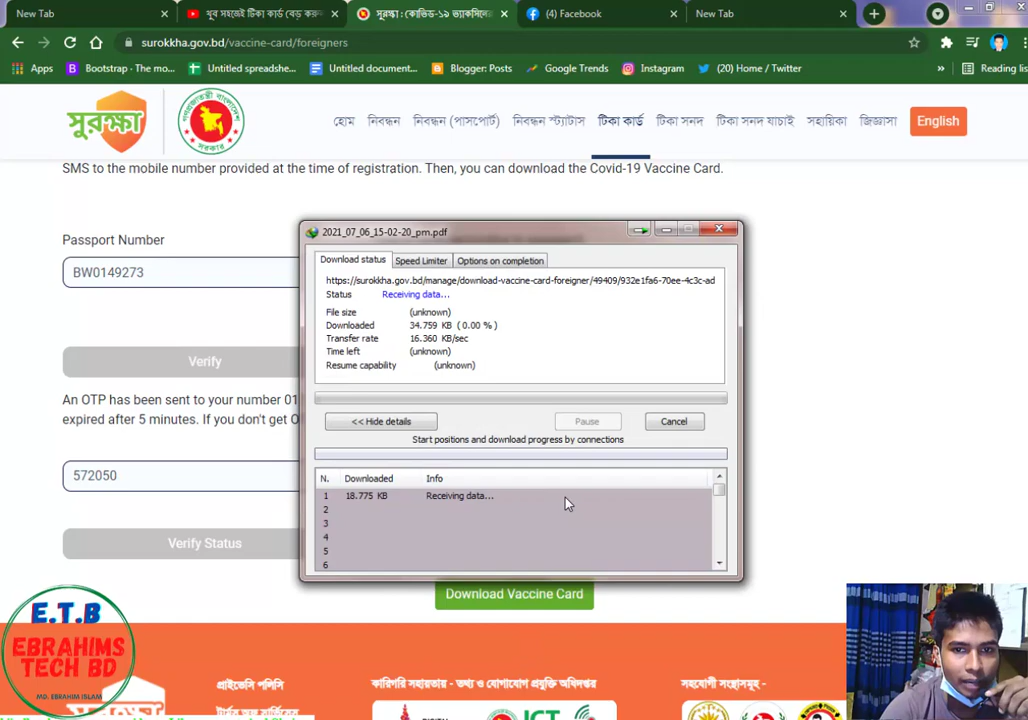 New Tab
খুব সহজেই টিকা কার্ড বের করুন
সুরক্ষা : কোভিড-১৯ ভ্যাকসিনে
(4) Facebook
New Tab
surokkha.gov.bd/vaccine-card/foreigners
Apps
Bootstrap - The mo...
Untitled spreadshe...
Untitled document...
Blogger: Posts
Google Trends
Instagram
(20) Home / Twitter
»
Reading lis
সুরক্ষা
হোম
নিবন্ধন
নিবন্ধন (পাসপোর্ট)
নিবন্ধন স্ট্যাটাস
টিকা কার্ড
টিকা সনদ
টিকা সনদ যাচাই
সহায়িকা
জিজ্ঞাসা
English
SMS to the mobile number provided at the time of registration. Then, you can download the Covid-19 Vaccine Card.
Passport Number
BW0149273
Verify
An OTP has been sent to your number 01
expired after 5 minutes. If you don't get O
572050
Verify Status
2021_07_06_15-02-20_pm.pdf
Download status
Speed Limiter
Options on completion
https://surokkha.gov.bd/manage/download-vaccine-card-foreigner/49409/932e1fa6-70ee-4c3c-ad
Status Receiving data...
File size (unknown)
Downloaded 34.759 KB ( 0.00 % )
Transfer rate 16.360 KB/sec
Time left (unknown)
Resume capability (unknown)
<< Hide details
Pause
Cancel
Start positions and download progress by connections
N. Downloaded Info
1 18.775 KB Receiving data...
2
3
4
5
6
Download Vaccine Card
E.T.B
EBRAHIMS
TECH BD
MD. EBRAHIM ISLAM
প্রাইভেসি পলিসি
কারিগরি সহায়তায় - তথ্য ও যোগাযোগ প্রযুক্তি অধিদপ্তর
সহযোগী সংস্থাসমূহ -
ICT